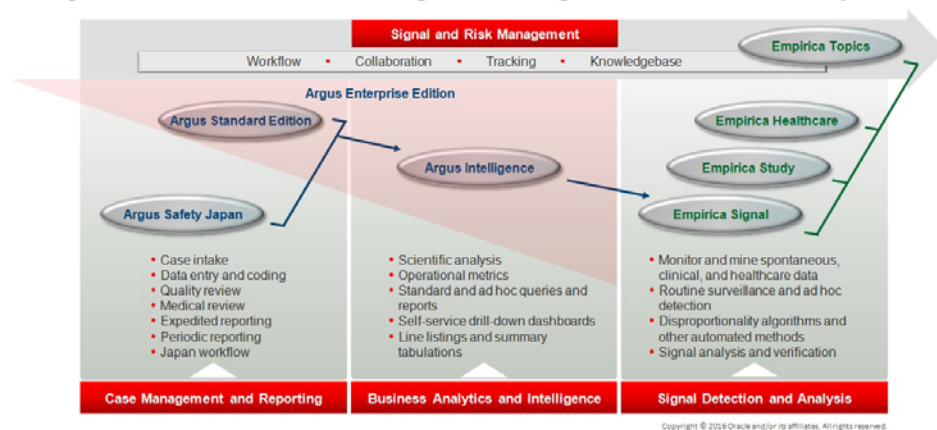 Signal and Risk Management
Empirica Topics
Workflow • Collaboration • Tracking • Knowledgebase
Argus Enterprise Edition
Argus Standard Edition
Argus Intelligence
Argus Safety Japan
Empirica Healthcare
Empirica Study
Empirica Signal
• Case intake
• Data entry and coding
• Quality review
• Medical review
• Expedited reporting
• Periodic reporting
• Japan workflow
• Scientific analysis
• Operational metrics
• Standard and ad hoc queries and
reports
• Self-service drill-down dashboards
• Line listings and summary
tabulations
• Monitor and mine spontaneous,
clinical, and healthcare data
• Routine surveillance and ad hoc
detection
• Disproportionality algorithms and
other automated methods
• Signal analysis and verification
Case Management and Reporting
Business Analytics and Intelligence
Signal Detection and Analysis
Copyright © 2016 Oracle and/or its affiliates. All rights reserved.